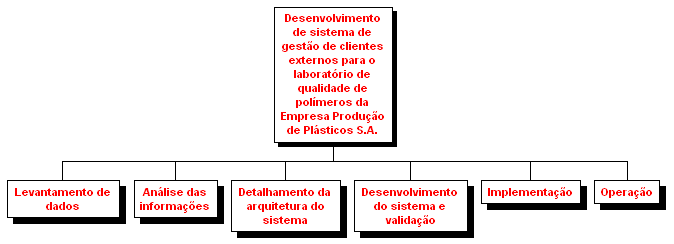 Desenvolvimento
de sistema de
gestão de clientes
externos para o
laboratório de
qualidade de
polímeros da
Empresa Produção
de Plásticos S.A.
Levantamento de
dados
Análise das
informações
Detalhamento da
arquitetura do
sistema
Desenvolvimento
do sistema e
validação
Implementação
Operação